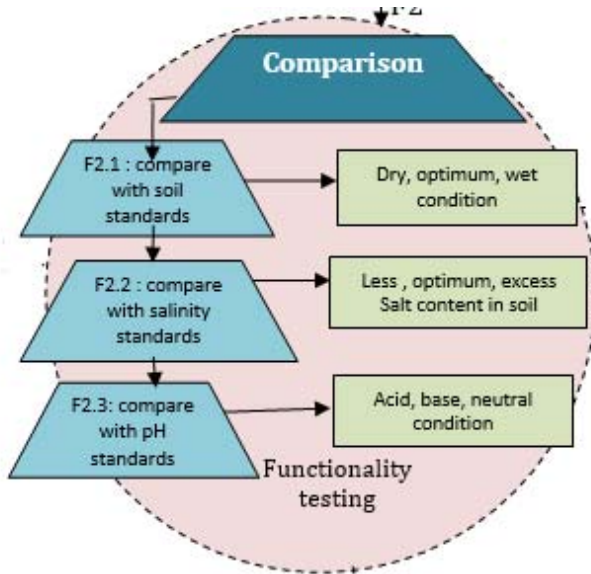 F2
Comparison
F2.1 : compare
with soil
standards
Dry, optimum, wet
condition
F2.2 : compare
with salinity
standards
Less , optimum, excess
Salt content in soil
F2.3: compare
with pH
standards
Acid, base, neutral
condition
Functionality
testing